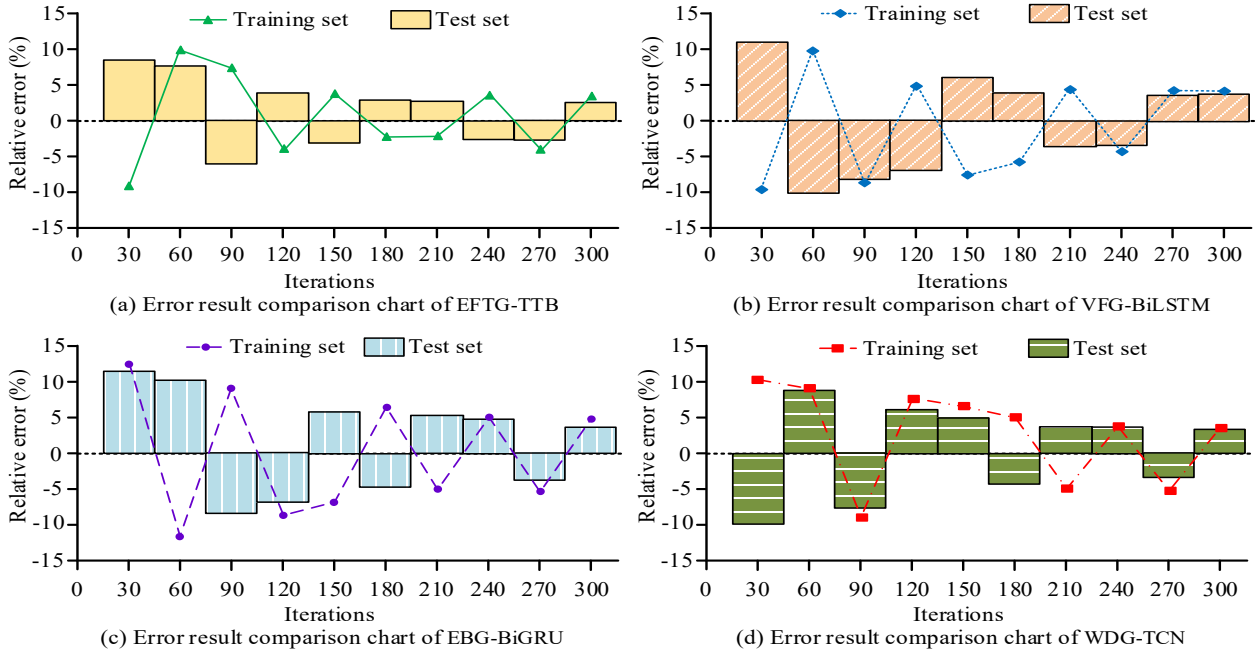 Training set Test set
Relative error (%)
15
10
5
0
-5
-10
-15
0 30 60 90 120 150 180 210 240 270 300
Iterations
(a) Error result comparison chart of EFTG-TTB
Training set Test set
Relative error (%)
15
10
5
0
-5
-10
-15
0 30 60 90 120 150 180 210 240 270 300
Iterations
(b) Error result comparison chart of VFG-BiLSTM
Training set Test set
Relative error (%)
15
10
5
0
-5
-10
-15
0 30 60 90 120 150 180 210 240 270 300
Iterations
(c) Error result comparison chart of EBG-BiGRU
Training set Test set
Relative error (%)
15
10
5
0
-5
-10
-15
0 30 60 90 120 150 180 210 240 270 300
Iterations
(d) Error result comparison chart of WDG-TCN